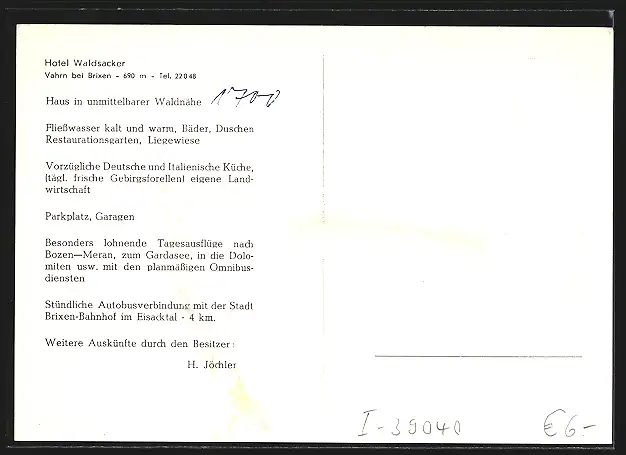 Hotel Waldsacker
Vahrn bei Brixen - 690 m - Tel. 22048
Haus in unmittelbarer Waldnähe 1700
Fließwasser kalt und warm, Bäder, Duschen
Restaurationsgarten, Liegewiese
Vorzügliche Deutsche und Italienische Küche,
(tägl. frische Gebirgsforellen) eigene Land-
wirtschaft
Parkplatz, Garagen
Besonders lohnende Tagesausflüge nach
Bozen—Meran, zum Gardasee, in die Dolo-
miten usw. mit den planmäßigen Omnibus-
diensten
Stündliche Autobusverbindung mit der Stadt
Brixen-Bahnhof im Eisacktal - 4 km.
Weitere Auskünfte durch den Besitzer:
H. Jöchler
I-39040 €6.-